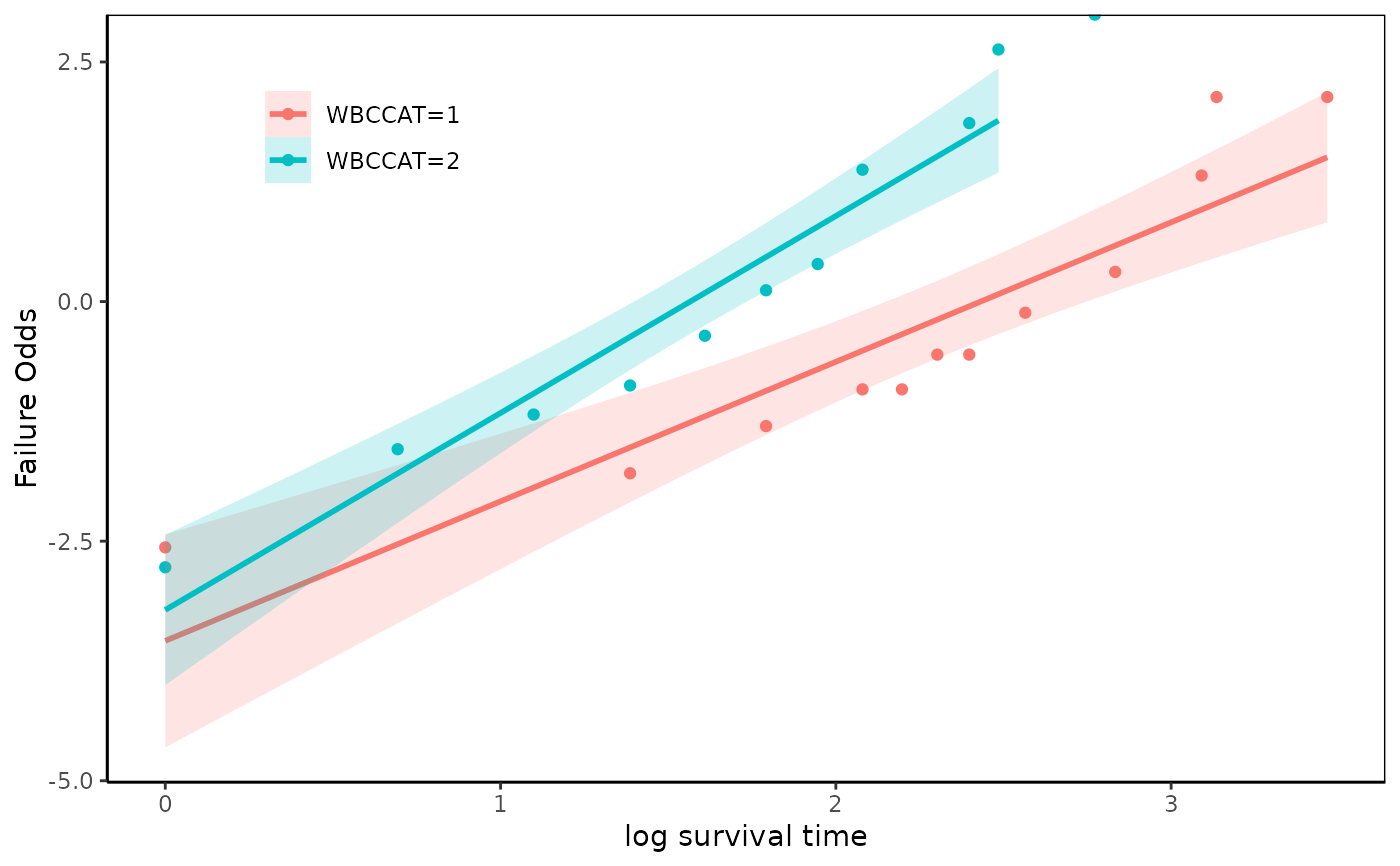 2.5
0.0
-2.5
-5.0
Failure Odds
WBCCAT=1
WBCCAT=2
0 1 2 3
log survival time